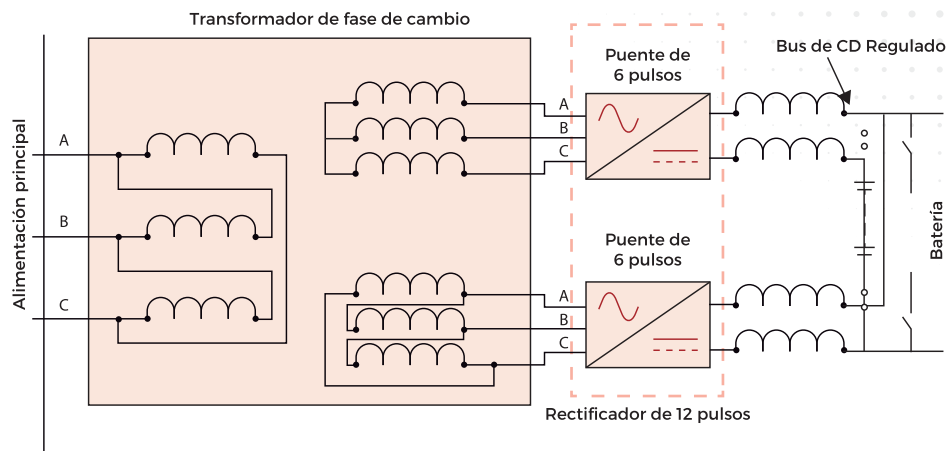 Transformador de fase de cambio
Alimentación principal
A
B
C
A
B
C
A
B
C
Puente de
6 pulsos
Puente de
6 pulsos
Rectificador de 12 pulsos
Bus de CD Regulado
Batería